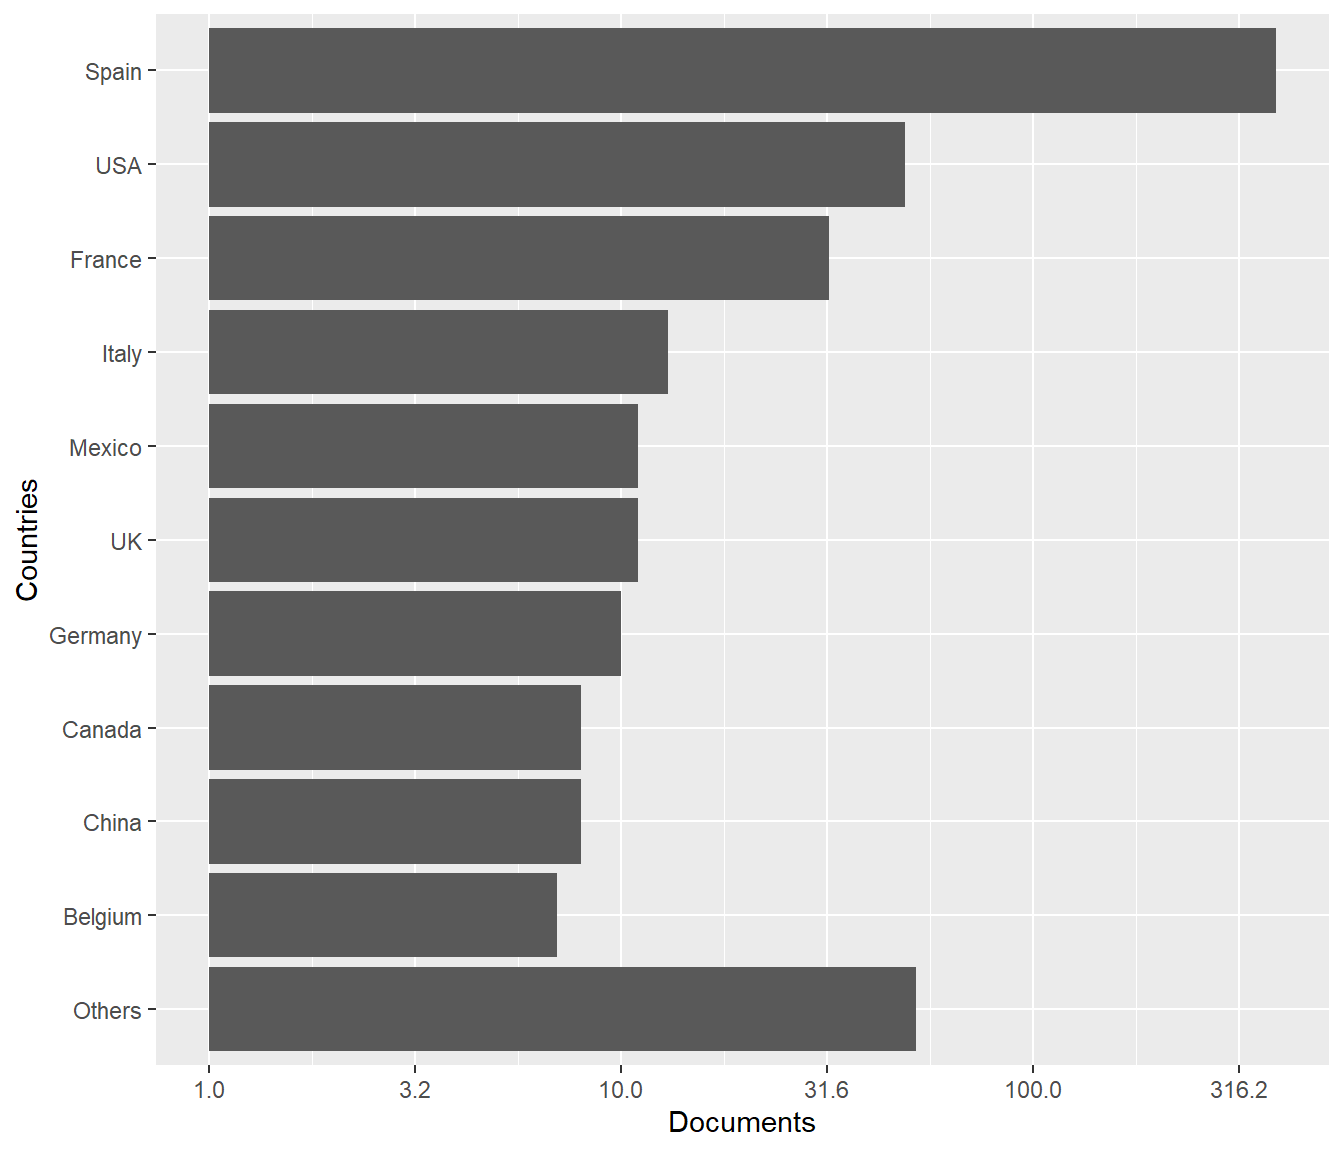 Countries
Spain
USA
France
Italy
Mexico
UK
Germany
Canada
China
Belgium
Others
1.0 3.2 10.0 31.6 100.0 316.2
Documents